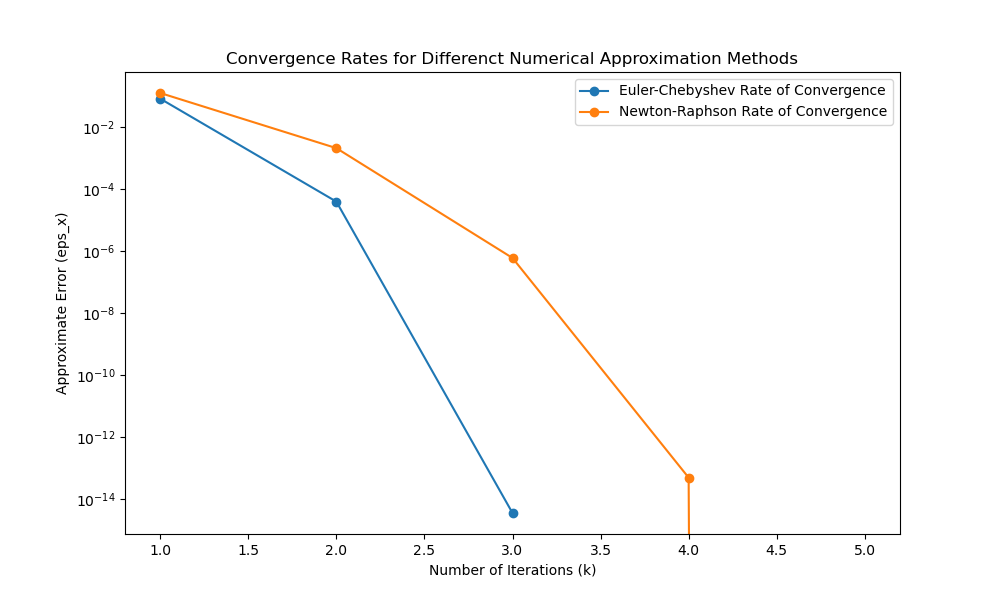 Convergence Rates for Differenct Numerical Approximation Methods
Euler-Chebyshev Rate of Convergence
Newton-Raphson Rate of Convergence
Approximate Error (eps_x)
10⁻²
10⁻⁴
10⁻⁶
10⁻⁸
10⁻¹⁰
10⁻¹²
10⁻¹⁴
1.0 1.5 2.0 2.5 3.0 3.5 4.0 4.5 5.0
Number of Iterations (k)